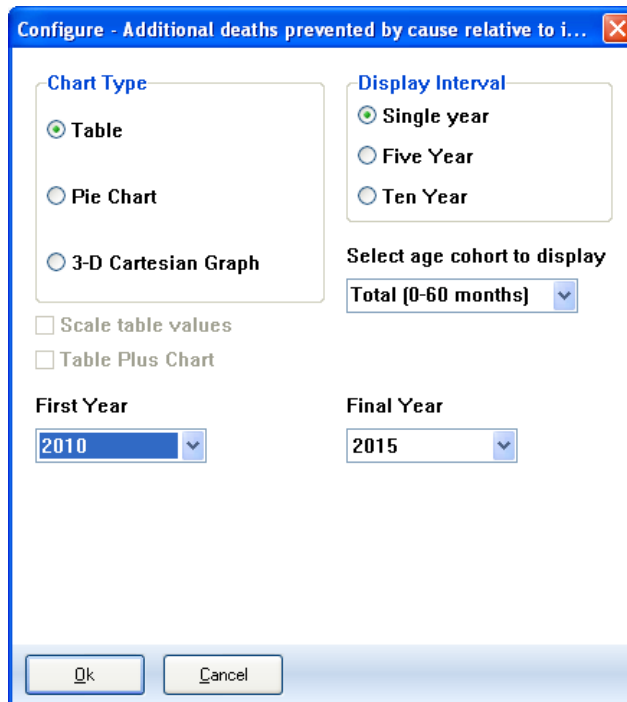 Configure - Additional deaths prevented by cause relative to i...
Chart Type
Table
Pie Chart
3-D Cartesian Graph
Scale table values
Table Plus Chart
Display Interval
Single year
Five Year
Ten Year
Select age cohort to display
Total (0-60 months)
First Year
2010
Final Year
2015
Ok
Cancel